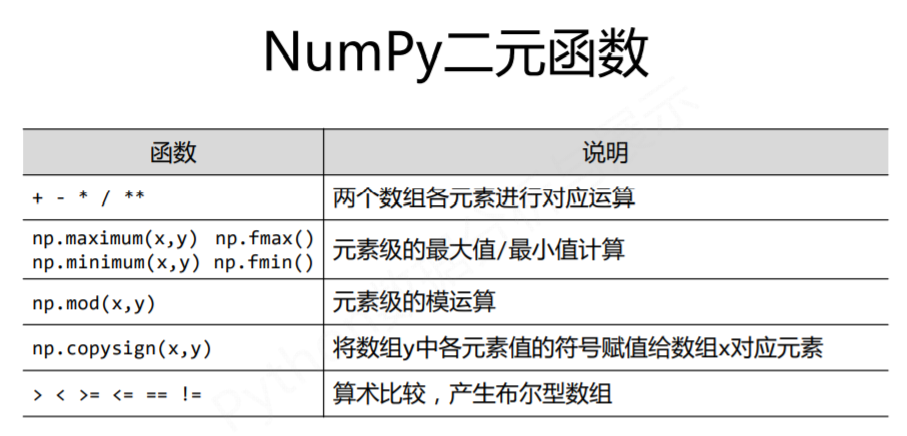 NumPy二元函数
函数 说明
+ - * / ** 两个数组各元素进行对应运算
np.maximum(x,y) np.fmax()
np.minimum(x,y) np.fmin() 元素级的最大值/最小值计算
np.mod(x,y) 元素级的模运算
np.copysign(x,y) 将数组y中各元素值的符号赋值给数组x对应元素
> < >= <= == != 算术比较，产生布尔型数组